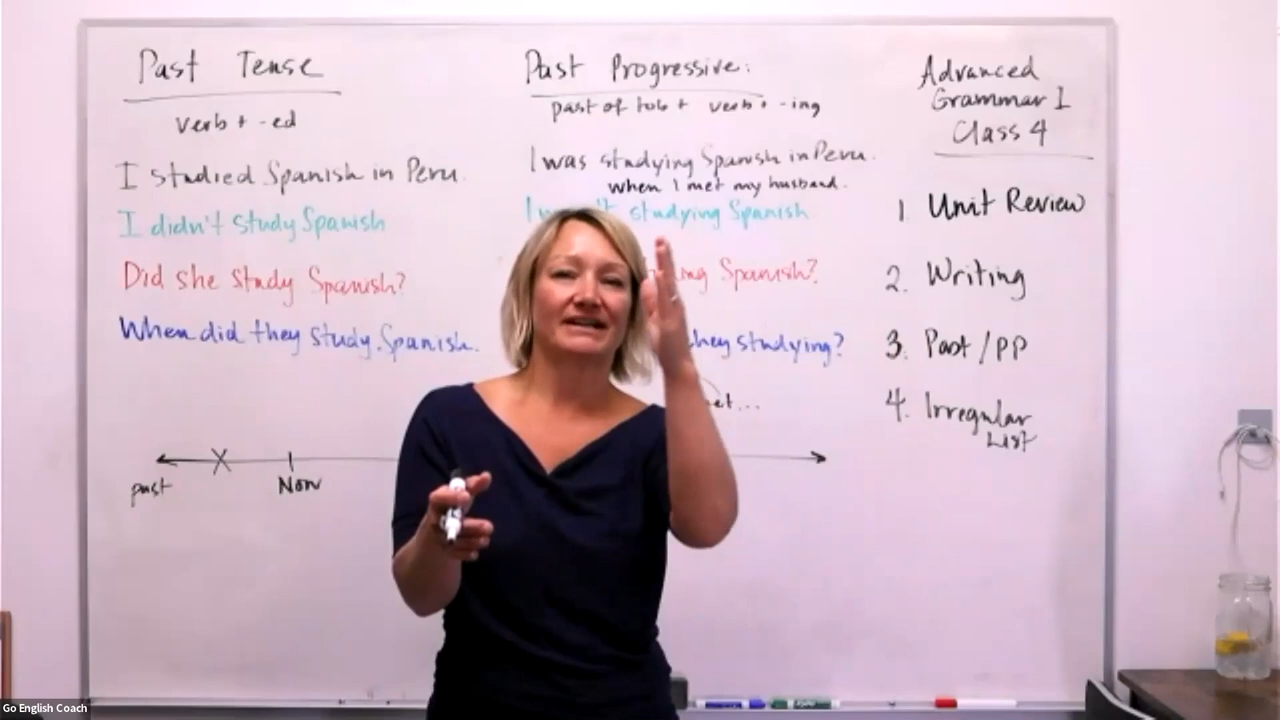 Past Tense
verb + -ed
I studied Spanish in Peru.
I didn't study Spanish
Did she study Spanish?
When did they study Spanish.
past
Now
Past Progressive:
past of tob + verb + -ing
I was studying Spanish in Peru.
when I met my husband.
studying Spanish
Spanish?
they studying?
Advanced
Grammar I
Class 4
1. Unit Review
2. Writing
3. Past / PP
4. Irregular
List
Go English Coach